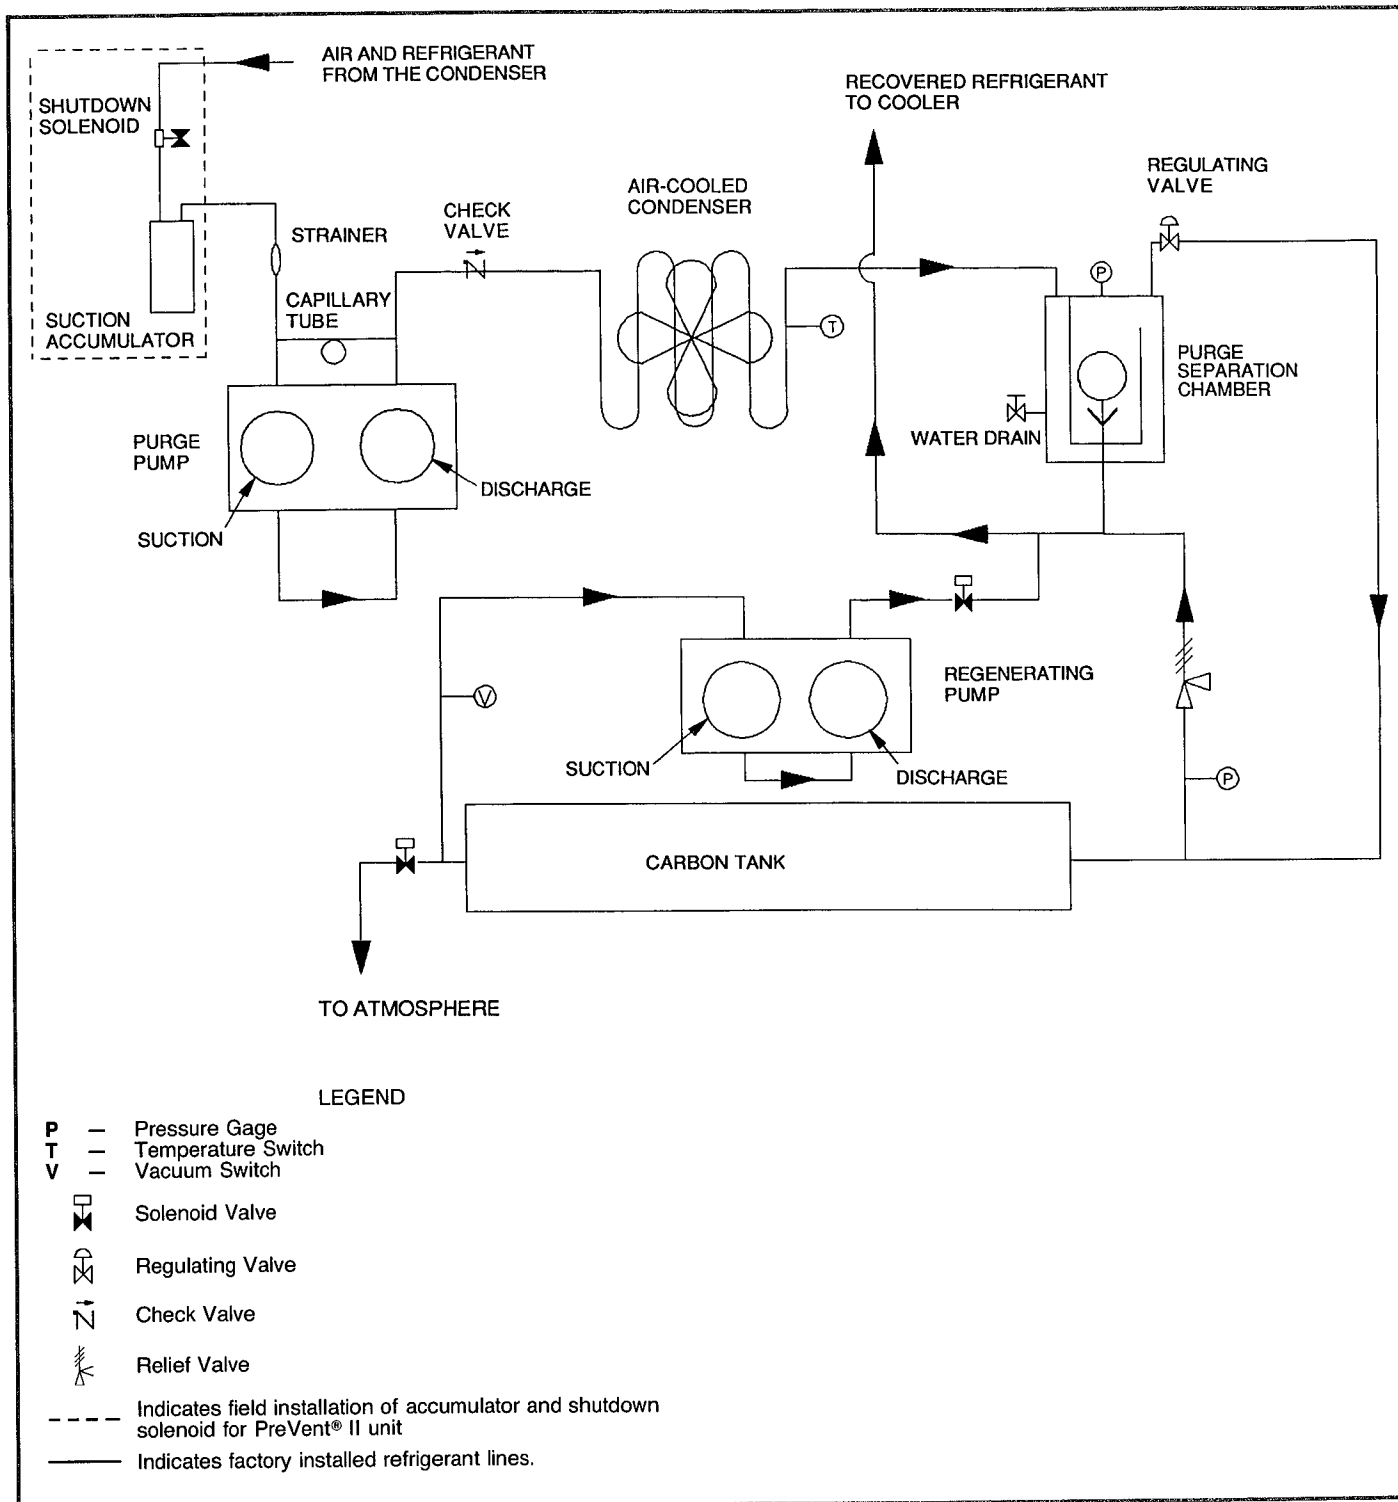 AIR AND REFRIGERANT
FROM THE CONDENSER
RECOVERED REFRIGERANT
TO COOLER
SHUTDOWN
SOLENOID
REGULATING
VALVE
AIR-COOLED
CONDENSER
CHECK
VALVE
STRAINER
P
CAPILLARY
TUBE
SUCTION
ACCUMULATOR
T
PURGE
SEPARATION
CHAMBER
WATER DRAIN
PURGE
PUMP
DISCHARGE
SUCTION
REGENERATING
PUMP
V
SUCTION
DISCHARGE
P
CARBON TANK
TO ATMOSPHERE
LEGEND
P — Pressure Gage
T — Temperature Switch
V — Vacuum Switch
Solenoid Valve
Regulating Valve
Check Valve
Relief Valve
Indicates field installation of accumulator and shutdown
solenoid for PreVent® II unit
Indicates factory installed refrigerant lines.